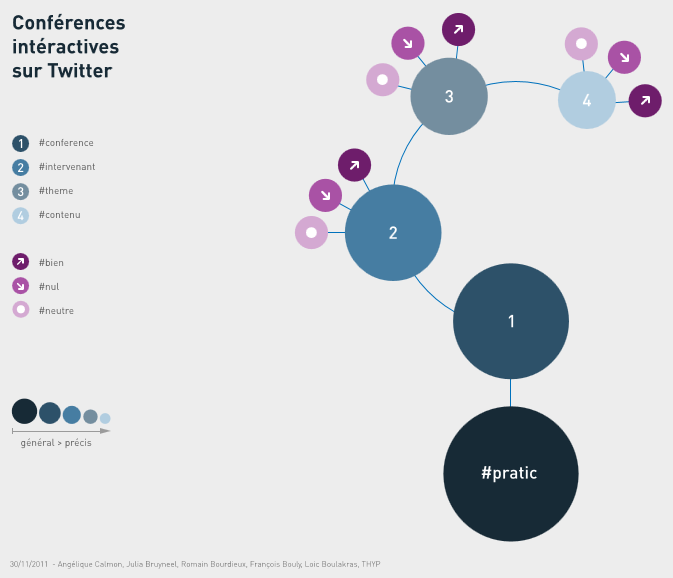 Conférences
intéractives
sur Twitter
1 #conference
2 #intervenant
3 #theme
4 #contenu
#bien
#nul
#neutre
général > précis
3
4
2
1
#pratic
30/11/2011 - Angélique Calmon, Julia Bruyneel, Romain Bourdieux, François Bouly, Loic Boulakras, THYP